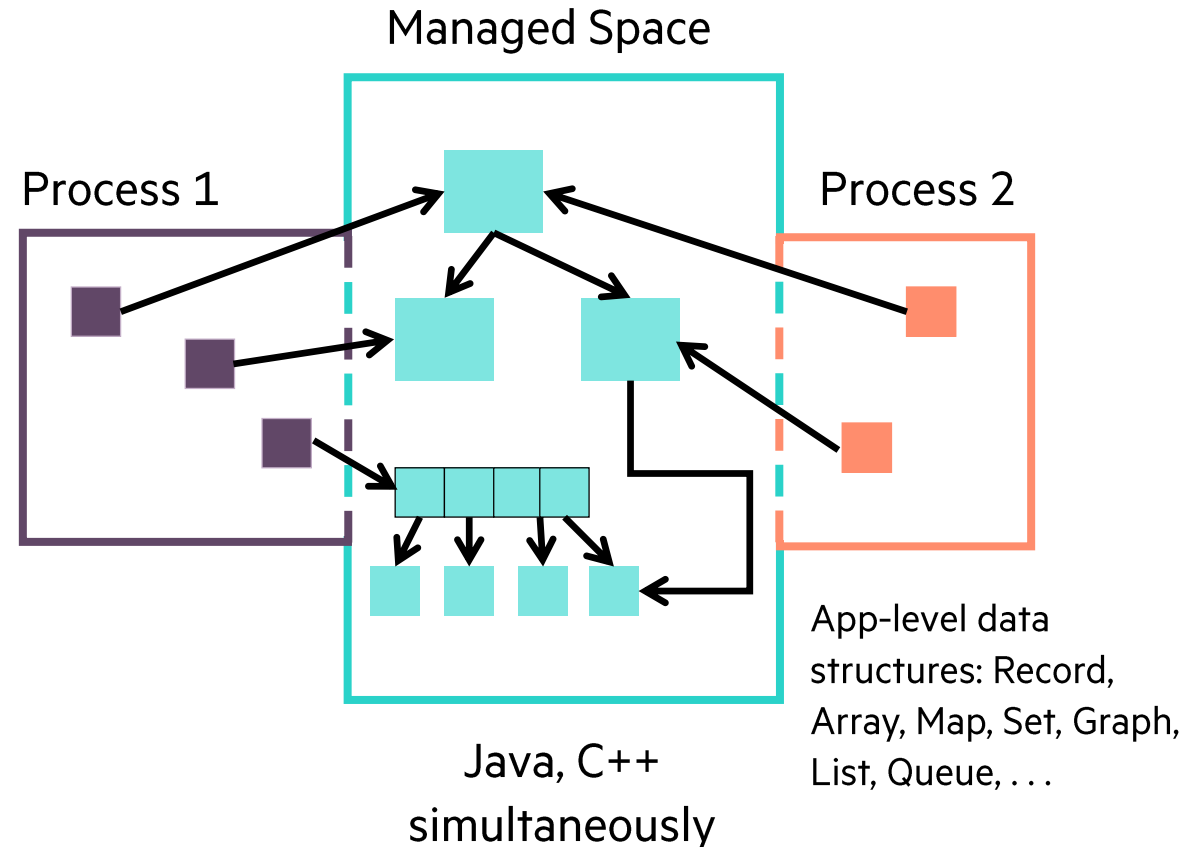 Managed Space
Process 1
Process 2
App-level data
structures: Record,
Array, Map, Set, Graph,
List, Queue, . . .
Java, C++
simultaneously